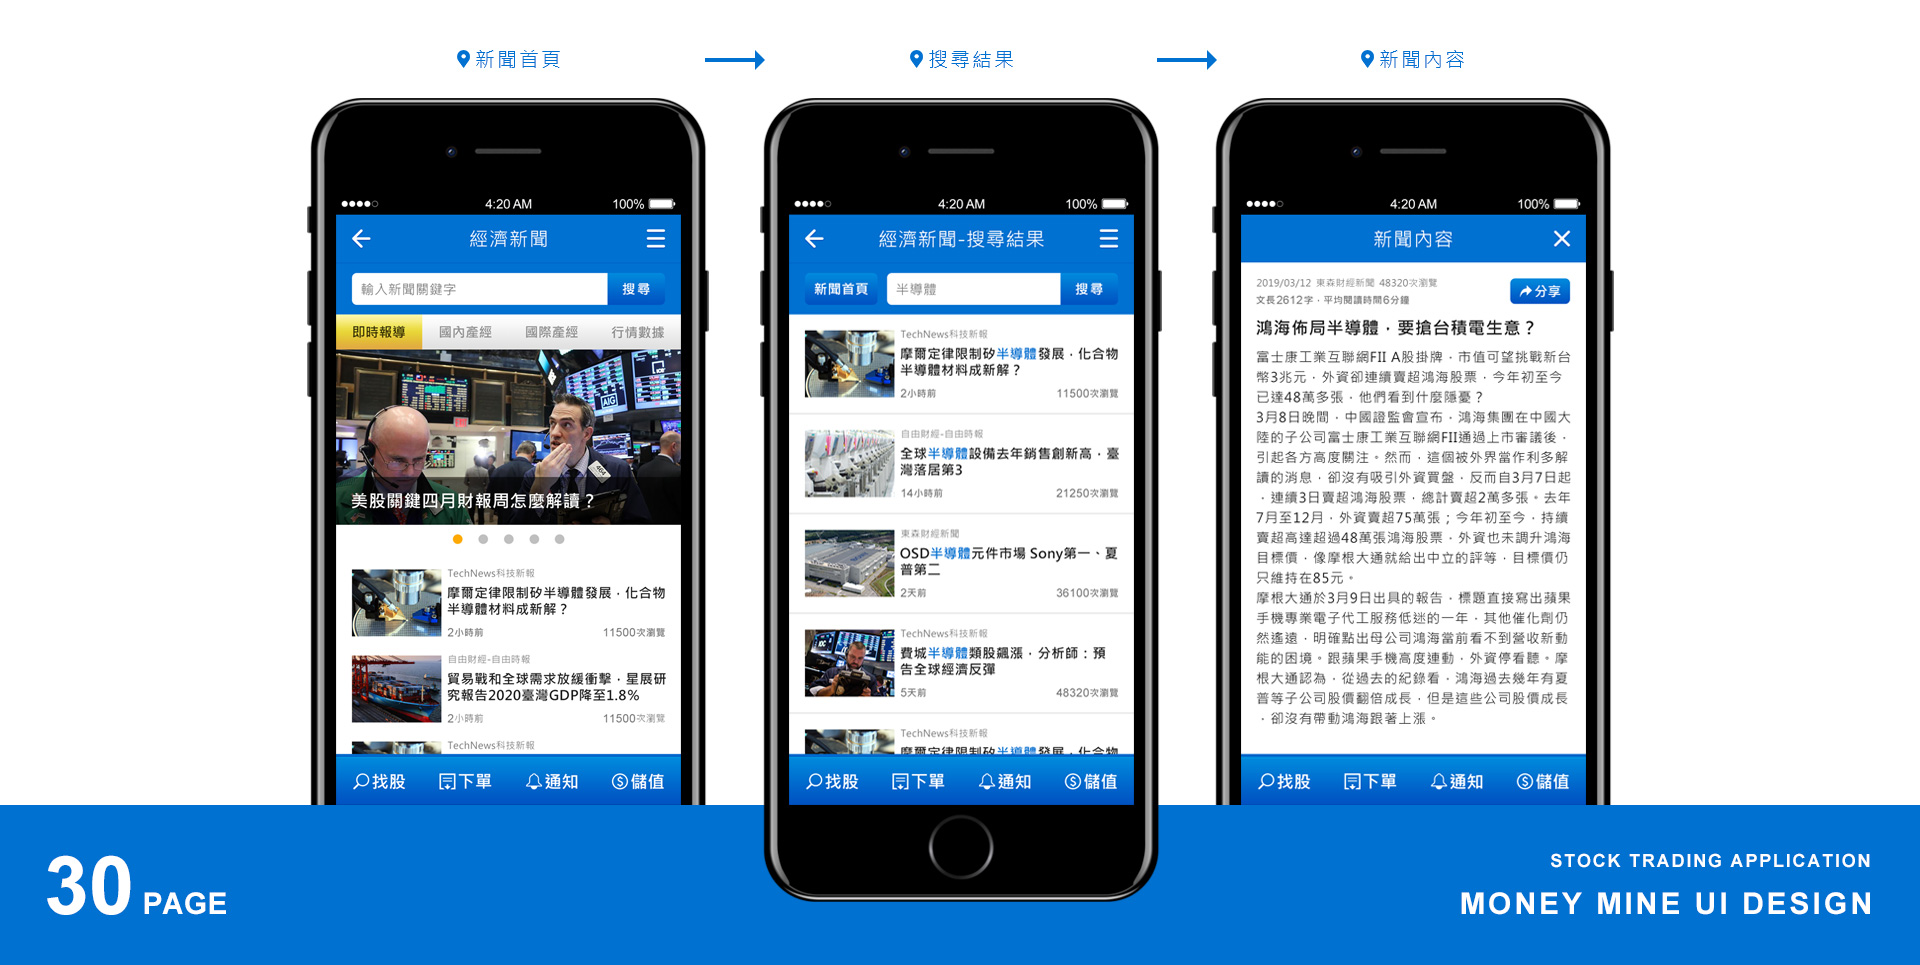 新聞首頁
搜尋結果
新聞內容
4:20 AM
100%
經濟新聞
輸入新聞關鍵字
搜尋
即時報導
國內產經
國際產經
行情數據
AIG
美股關鍵四月財報周怎麼解讀？
TechNews科技新報
摩爾定律限制矽半導體發展，化合物
半導體材料成新解？
2小時前
11500次瀏覽
自由財經-自由時報
貿易戰和全球需求放緩衝擊，星展研
究報告2020臺灣GDP降至1.8%
2小時前
11500次瀏覽
TechNews科技新報
找股
下單
通知
儲值
4:20 AM
100%
經濟新聞-搜尋結果
新聞首頁
半導體
搜尋
TechNews科技新報
摩爾定律限制矽半導體發展，化合物
半導體材料成新解？
2小時前
11500次瀏覽
自由財經-自由時報
全球半導體設備去年銷售創新高，臺
灣落居第3
14小時前
21250次瀏覽
東森財經新聞
OSD半導體元件市場 Sony第一、夏
普第二
2天前
36100次瀏覽
TechNews科技新報
費城半導體類股飆漲，分析師：預
告全球經濟反彈
5天前
48320次瀏覽
TechNews科技新報
摩爾定律限制矽半導體發展，化合物
找股
下單
通知
儲值
4:20 AM
100%
新聞內容
2019/03/12 東森財經新聞 48320次瀏覽
文長2612字，平均閱讀時間6分鐘
分享
鴻海佈局半導體，要搶台積電生意？
富士康工業互聯網FII A股掛牌，市值可望挑戰新台
幣3兆元，外資卻連續賣超鴻海股票，今年初至今
已達48萬多張，他們看到什麼隱憂？
3月8日晚間，中國證監會宣布，鴻海集團在中國大
陸的子公司富士康工業互聯網FII通過上市審議後，
引起各方高度關注。然而，這個被外界當作利多解
讀的消息，卻沒有吸引外資買盤，反而自3月7日起
，連續3日賣超鴻海股票，總計賣超2萬多張。去年
7月至12月，外資賣超75萬張；今年初至今，持續
賣超高達超過48萬張鴻海股票，外資也未調升鴻海
目標價，像摩根大通就給出中立的評等，目標價仍
只維持在85元。
摩根大通於3月9日出具的報告，標題直接寫出蘋果
手機專業電子代工服務低迷的一年，其他催化劑仍
然遙遠，明確點出母公司鴻海當前看不到營收新動
能的困境。跟蘋果手機高度連動，外資停看聽。摩
根大通認為，從過去的紀錄看，鴻海過去幾年有夏
普等子公司股價翻倍成長，但是這些公司股價成長
，卻沒有帶動鴻海跟著上漲。
找股
下單
通知
儲值
30 PAGE
STOCK TRADING APPLICATION
MONEY MINE UI DESIGN